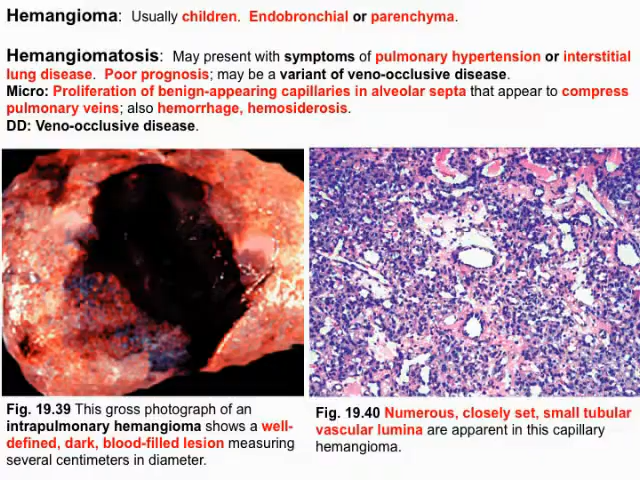 Hemangioma: Usually children. Endobronchial or parenchyma.
Hemangiomatosis: May present with symptoms of pulmonary hypertension or interstitial
lung disease. Poor prognosis; may be a variant of veno-occlusive disease.
Micro: Proliferation of benign-appearing capillaries in alveolar septa that appear to compress
pulmonary veins; also hemorrhage, hemosiderosis.
DD: Veno-occlusive disease.
Fig. 19.39 This gross photograph of an
intrapulmonary hemangioma shows a well-
defined, dark, blood-filled lesion measuring
several centimeters in diameter.
Fig. 19.40 Numerous, closely set, small tubular
vascular lumina are apparent in this capillary
hemangioma.